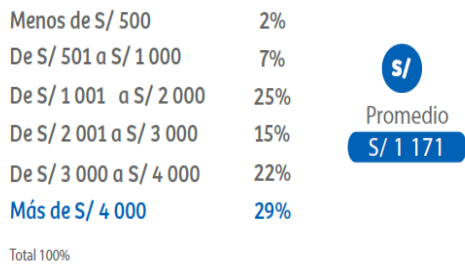 Menos de S/ 500 2%
De S/ 501 a S/ 1 000 7%
De S/ 1 001 a S/ 2 000 25%
De S/ 2 001 a S/ 3 000 15%
De S/ 3 000 a S/ 4 000 22%
Más de S/ 4 000 29%
Total 100%
S/
Promedio
S/ 1 171